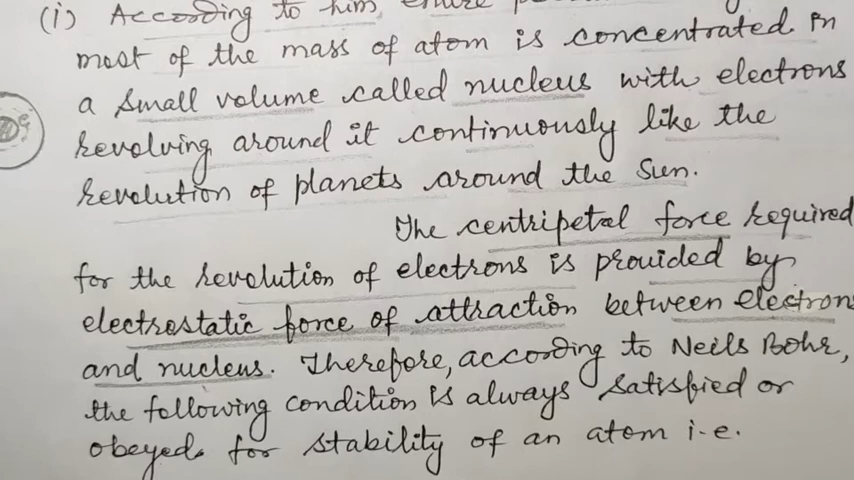 (i) According to him, entire
most of the mass of atom is concentrated in
a small volume called nucleus with electrons
revolving around it continuously like the
revolution of planets around the Sun.
The centripetal force required
for the revolution of electrons is provided by
electrostatic force of attraction between electron
and nucleus. Therefore, according to Neils Bohr,
the following condition is always satisfied or
obeyed for stability of an atom i.e.